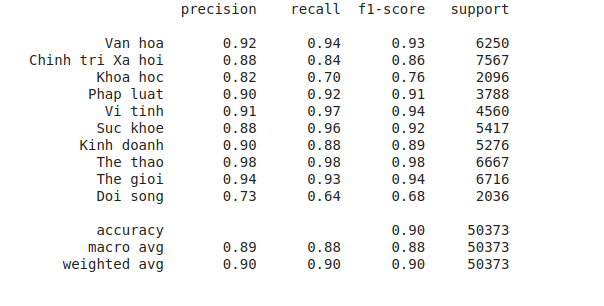 precision recall f1-score support
Van hoa 0.92 0.94 0.93 6250
Chinh tri Xa hoi 0.88 0.84 0.86 7567
Khoa hoc 0.82 0.70 0.76 2096
Phap luat 0.90 0.92 0.91 3788
Vi tinh 0.91 0.97 0.94 4560
Suc khoe 0.88 0.96 0.92 5417
Kinh doanh 0.90 0.88 0.89 5276
The thao 0.98 0.98 0.98 6667
The gioi 0.94 0.93 0.94 6716
Doi song 0.73 0.64 0.68 2036
accuracy 0.90 50373
macro avg 0.89 0.88 0.88 50373
weighted avg 0.90 0.90 0.90 50373